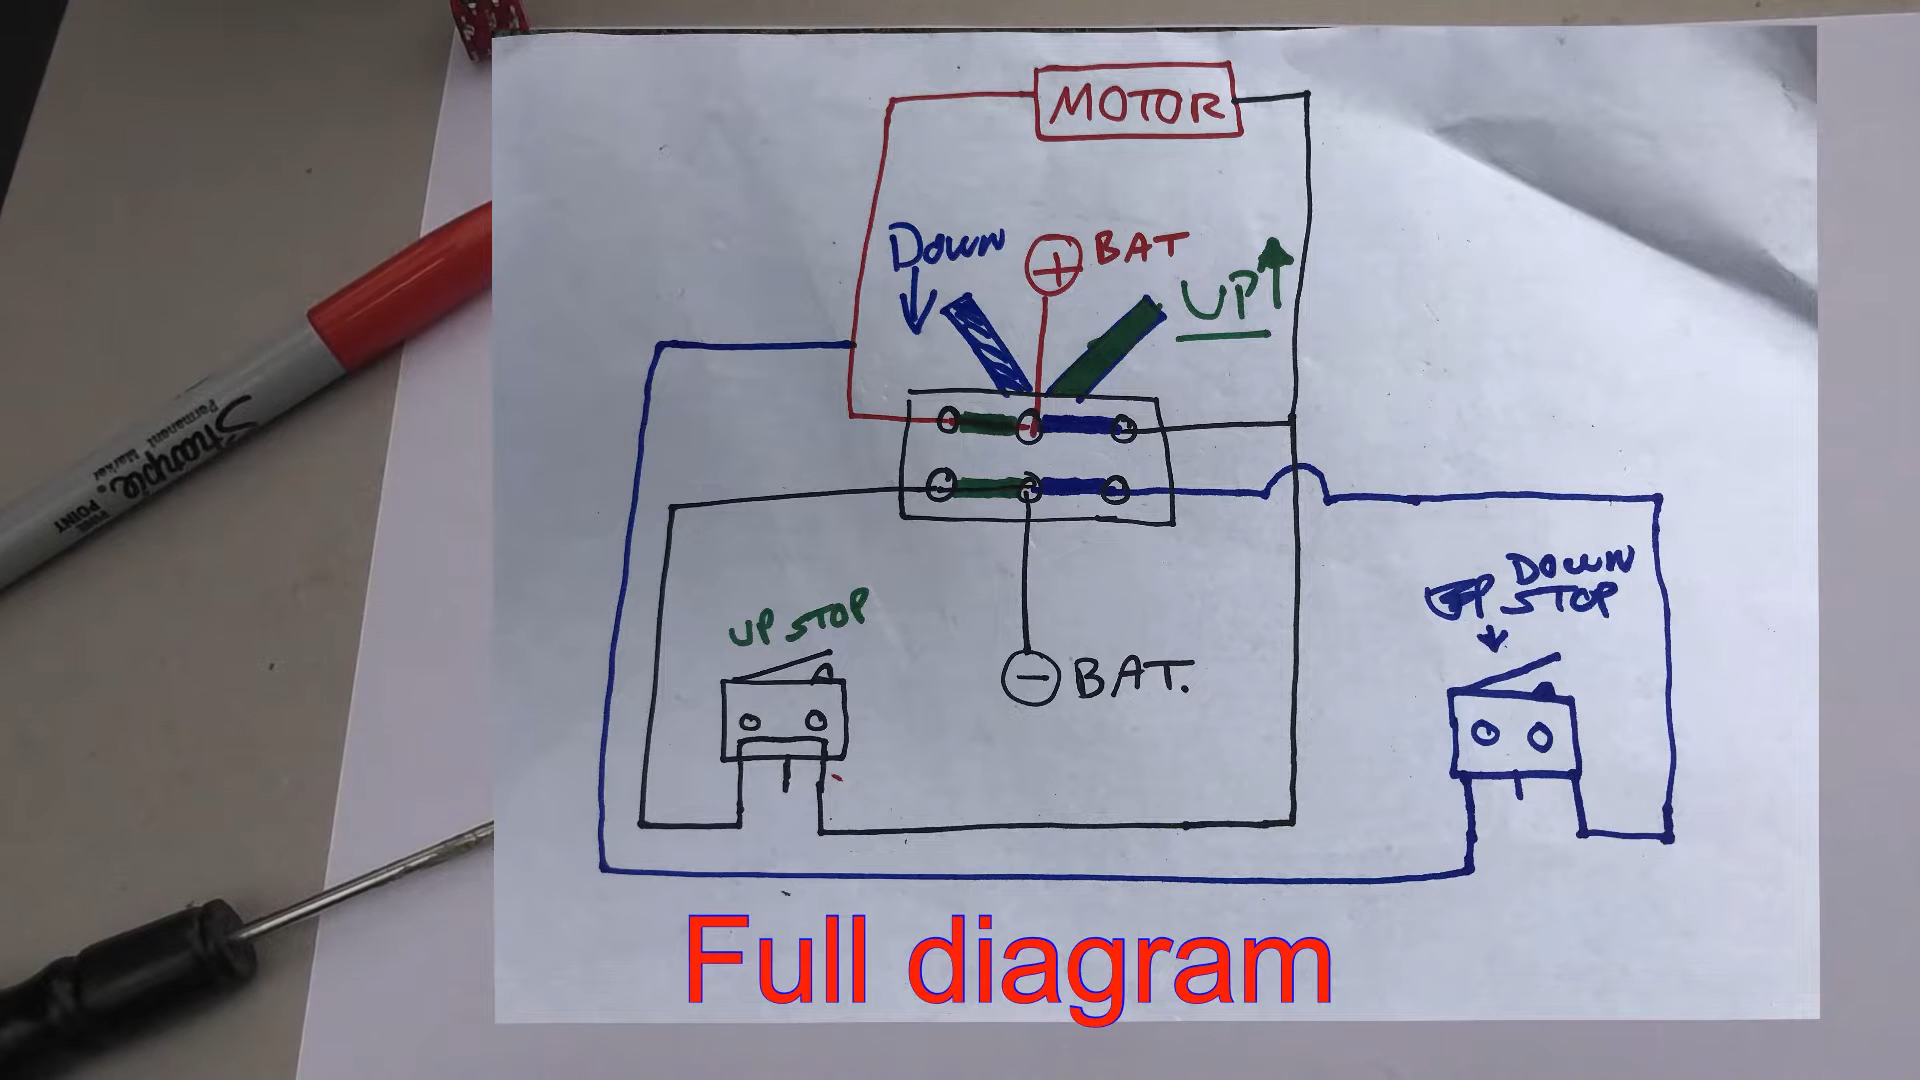 MOTOR
DOWN
+ BAT
UP
UP STOP
DOWN
STOP
- BAT.
Sharpie.
Permanent Marker
FINE
POINT
Full diagram